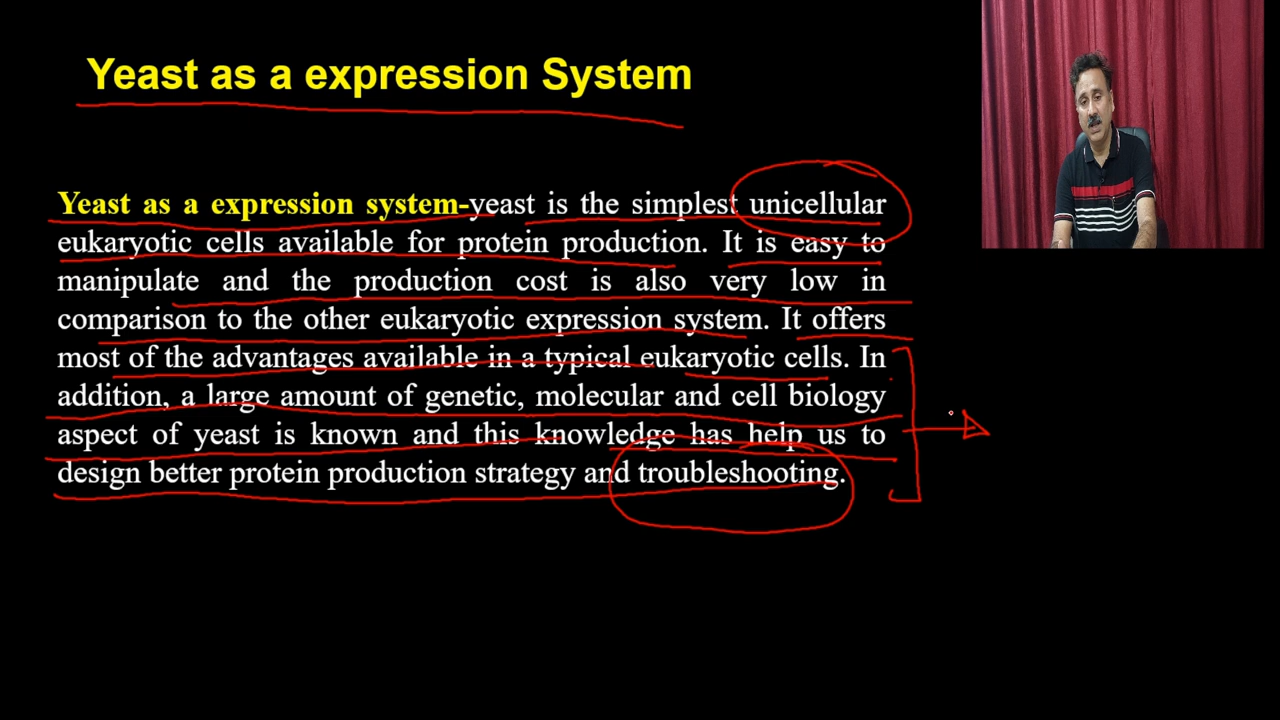 Yeast as a expression System
Yeast as a expression system-yeast is the simplest unicellular
eukaryotic cells available for protein production. It is easy to
manipulate and the production cost is also very low in
comparison to the other eukaryotic expression system. It offers
most of the advantages available in a typical eukaryotic cells. In
addition, a large amount of genetic, molecular and cell biology
aspect of yeast is known and this knowledge has help us to
design better protein production strategy and troubleshooting.